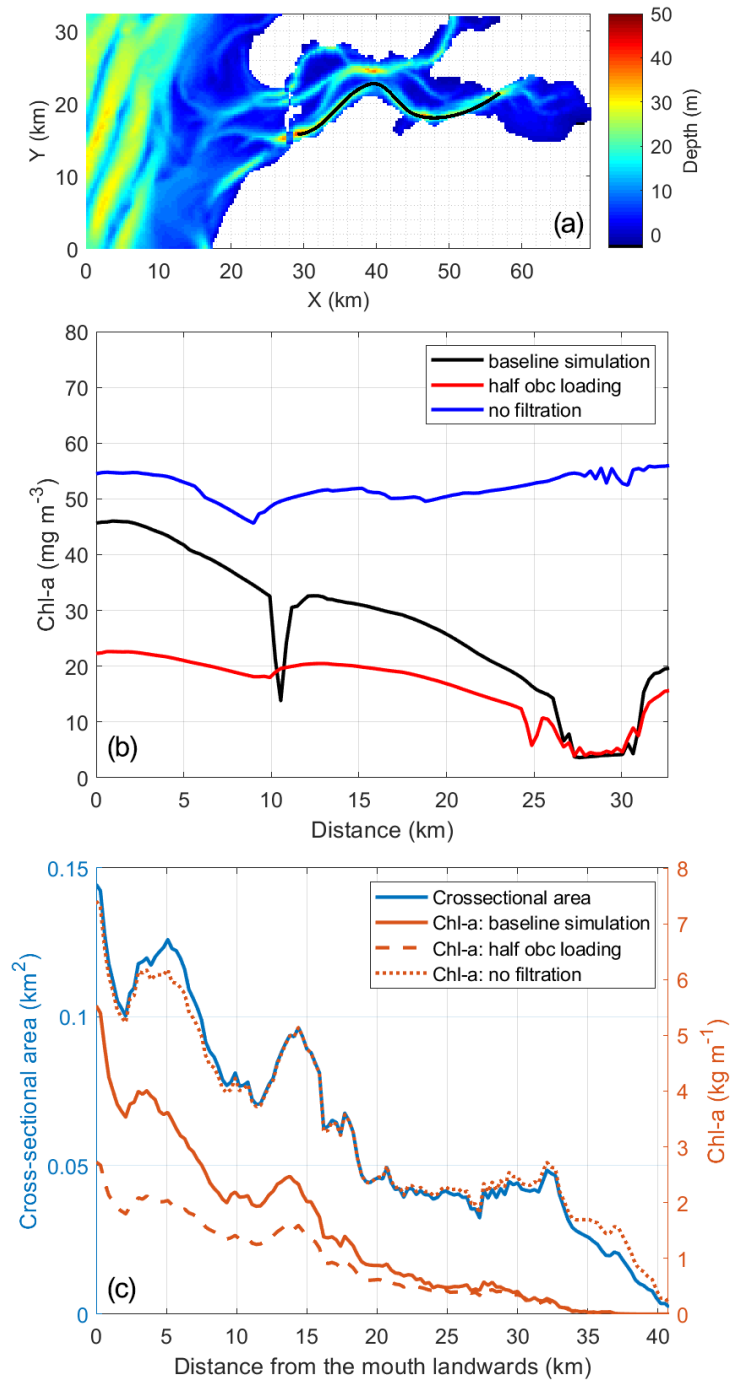 30
20
10
0
Y (km)
0 10 20 30 40 50 60
X (km)
(a)
50
40
30
20
10
0
Depth (m)
80
70
60
50
40
30
20
10
0
Chl-a (mg m-3)
baseline simulation
half obc loading
no filtration
(b)
0 5 10 15 20 25 30
Distance (km)
0.15
0.1
0.05
0
Cross-sectional area (km2)
Crossectional area
Chl-a: baseline simulation
Chl-a: half obc loading
Chl-a: no filtration
8
7
6
5
4
3
2
1
0
Chl-a (kg m-1)
(c)
0 5 10 15 20 25 30 35 40
Distance from the mouth landwards (km)